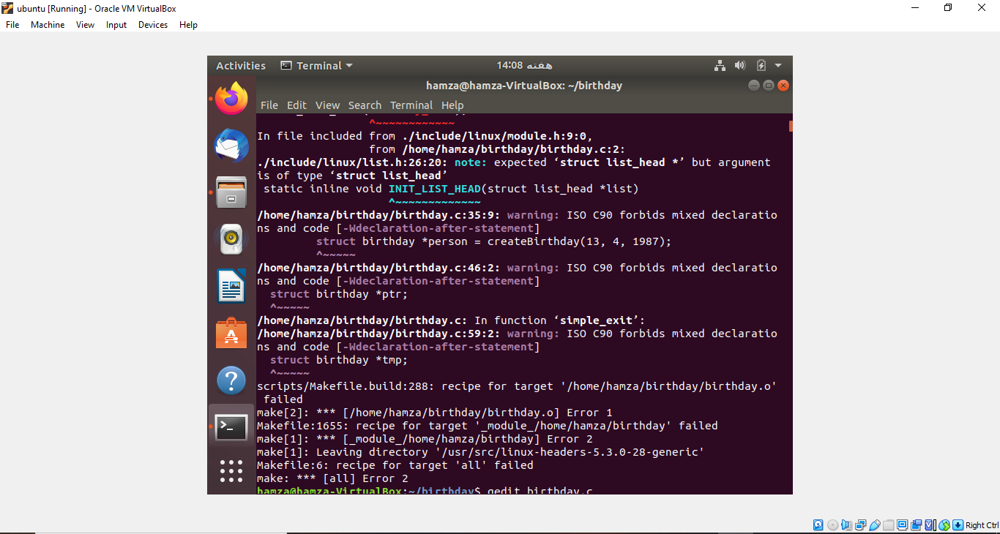 ubuntu [Running] - Oracle VM VirtualBox
File Machine View Input Devices Help
Activities Terminal 14:08 هفته
hamza@hamza-VirtualBox: ~/birthday
File Edit View Search Terminal Help
^~~~~~~~~~~~~
In file included from ./include/linux/module.h:9:0,
from /home/hamza/birthday/birthday.c:2:
./include/linux/list.h:26:20: note: expected ‘struct list_head *’ but argument
is of type ‘struct list_head’
static inline void INIT_LIST_HEAD(struct list_head *list)
^~~~~~~~~~~~~~
/home/hamza/birthday/birthday.c:35:9: warning: ISO C90 forbids mixed declaratio
ns and code [-Wdeclaration-after-statement]
struct birthday *person = createBirthday(13, 4, 1987);
^~~~~~
/home/hamza/birthday/birthday.c:46:2: warning: ISO C90 forbids mixed declaratio
ns and code [-Wdeclaration-after-statement]
struct birthday *ptr;
^~~~~~
/home/hamza/birthday/birthday.c: In function ‘simple_exit’:
/home/hamza/birthday/birthday.c:59:2: warning: ISO C90 forbids mixed declaratio
ns and code [-Wdeclaration-after-statement]
struct birthday *tmp;
^~~~~~
scripts/Makefile.build:288: recipe for target '/home/hamza/birthday/birthday.o'
failed
make[2]: *** [/home/hamza/birthday/birthday.o] Error 1
Makefile:1655: recipe for target '_module_/home/hamza/birthday' failed
make[1]: *** [_module_/home/hamza/birthday] Error 2
make[1]: Leaving directory '/usr/src/linux-headers-5.3.0-28-generic'
Makefile:6: recipe for target 'all' failed
make: *** [all] Error 2
hamza@hamza-VirtualBox:~/birthday$ gedit birthday.c
Right Ctrl